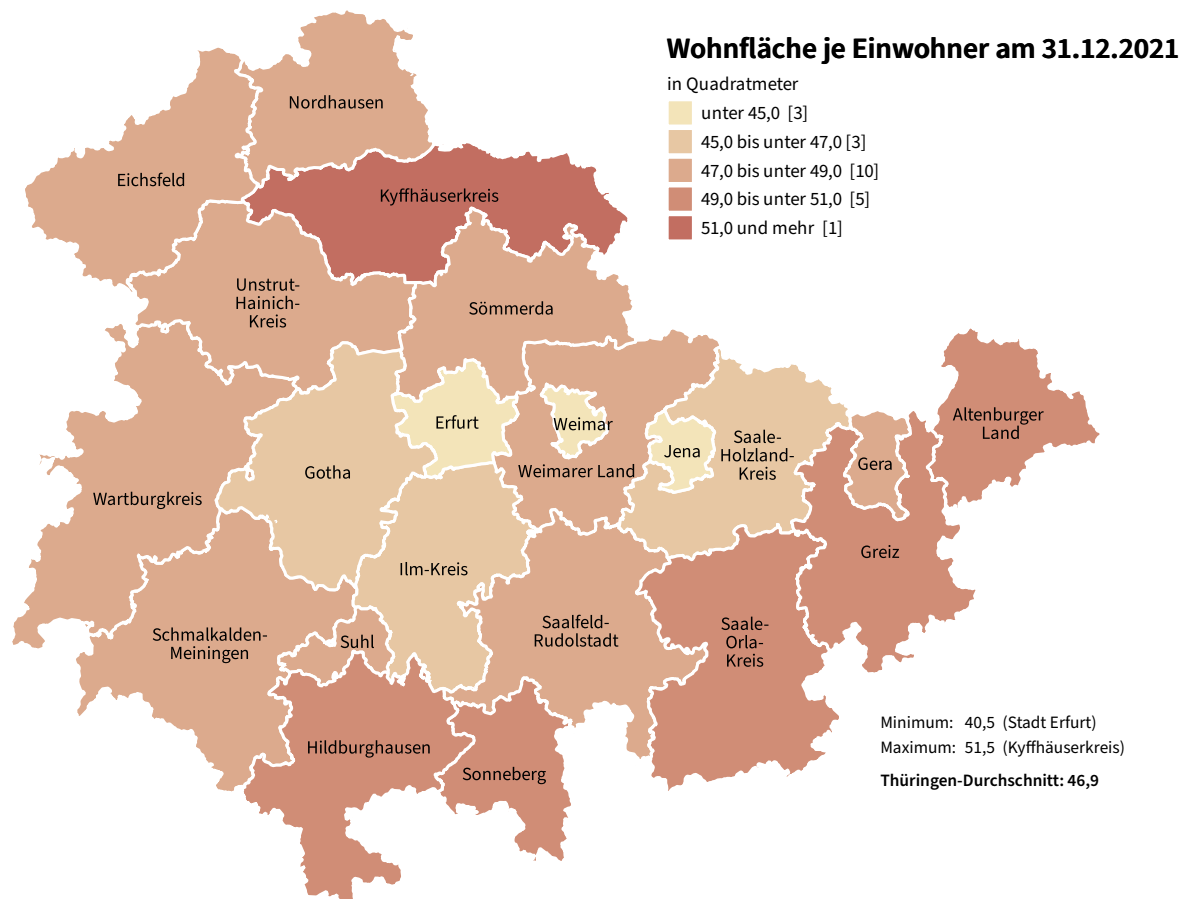 Wohnfläche je Einwohner am 31.12.2021
in Quadratmeter
unter 45,0 [3]
45,0 bis unter 47,0 [3]
47,0 bis unter 49,0 [10]
49,0 bis unter 51,0 [5]
51,0 und mehr [1]
Nordhausen
Eichsfeld
Kyffhäuserkreis
Unstrut-
Hainich-
Kreis
Sömmerda
Erfurt
Weimar
Altenburger
Land
Jena
Saale-
Holzland-
Kreis
Gera
Gotha
Weimarer Land
Wartburgkreis
Greiz
Ilm-Kreis
Schmalkalden-
Meiningen
Suhl
Saalfeld-
Rudolstadt
Saale-
Orla-
Kreis
Hildburghausen
Sonneberg
Minimum: 40,5 (Stadt Erfurt)
Maximum: 51,5 (Kyffhäuserkreis)
Thüringen-Durchschnitt: 46,9